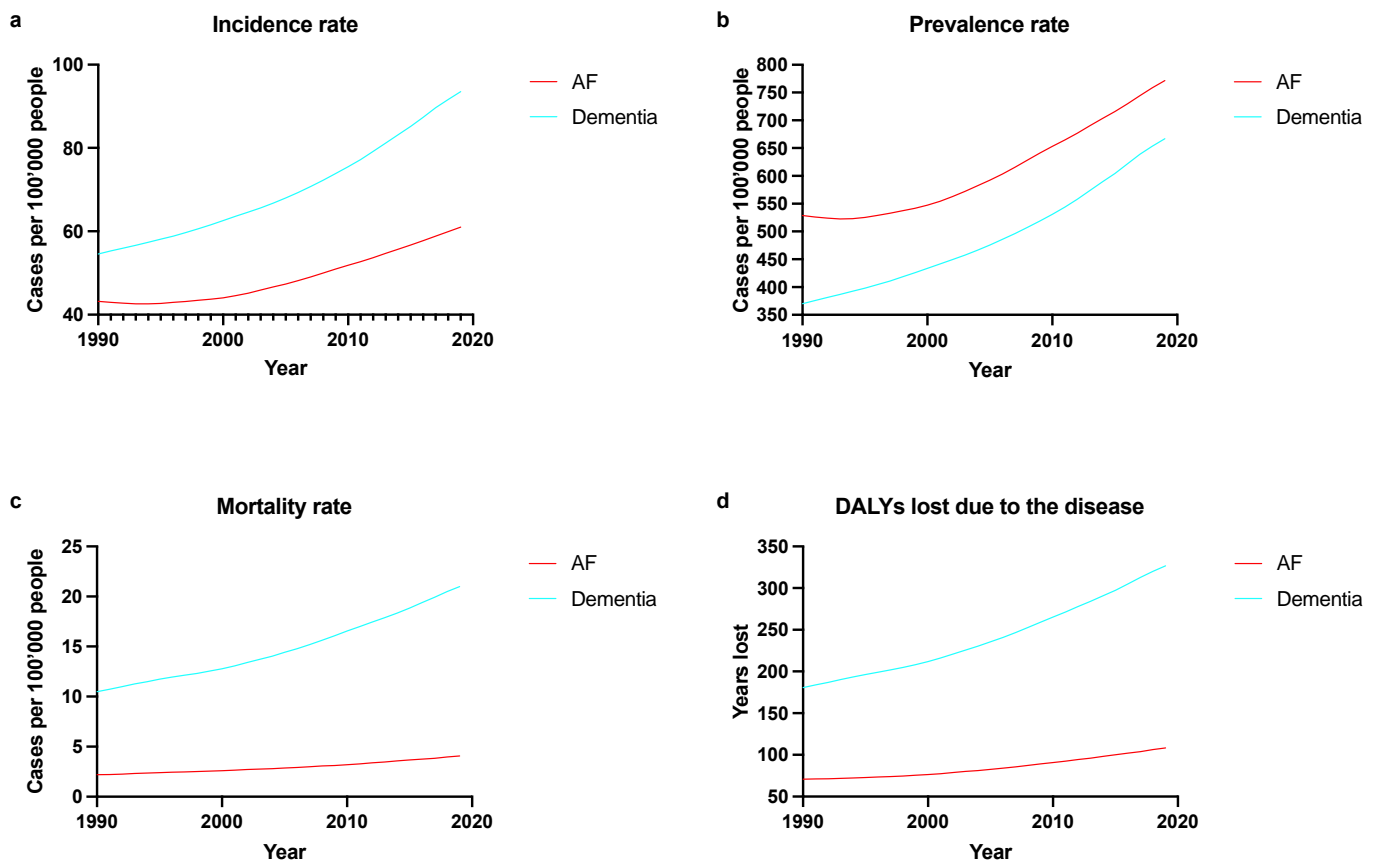 a
Incidence rate
Cases per 100'000 people
100
80
60
40
1990
2000
2010
2020
Year
AF
Dementia
b
Prevalence rate
Cases per 100'000 people
800
750
700
650
600
550
500
450
400
350
1990
2000
2010
2020
Year
AF
Dementia
c
Mortality rate
Cases per 100'000 people
25
20
15
10
5
0
1990
2000
2010
2020
Year
AF
Dementia
d
DALYs lost due to the disease
Years lost
350
300
250
200
150
100
50
1990
2000
2010
2020
Year
AF
Dementia